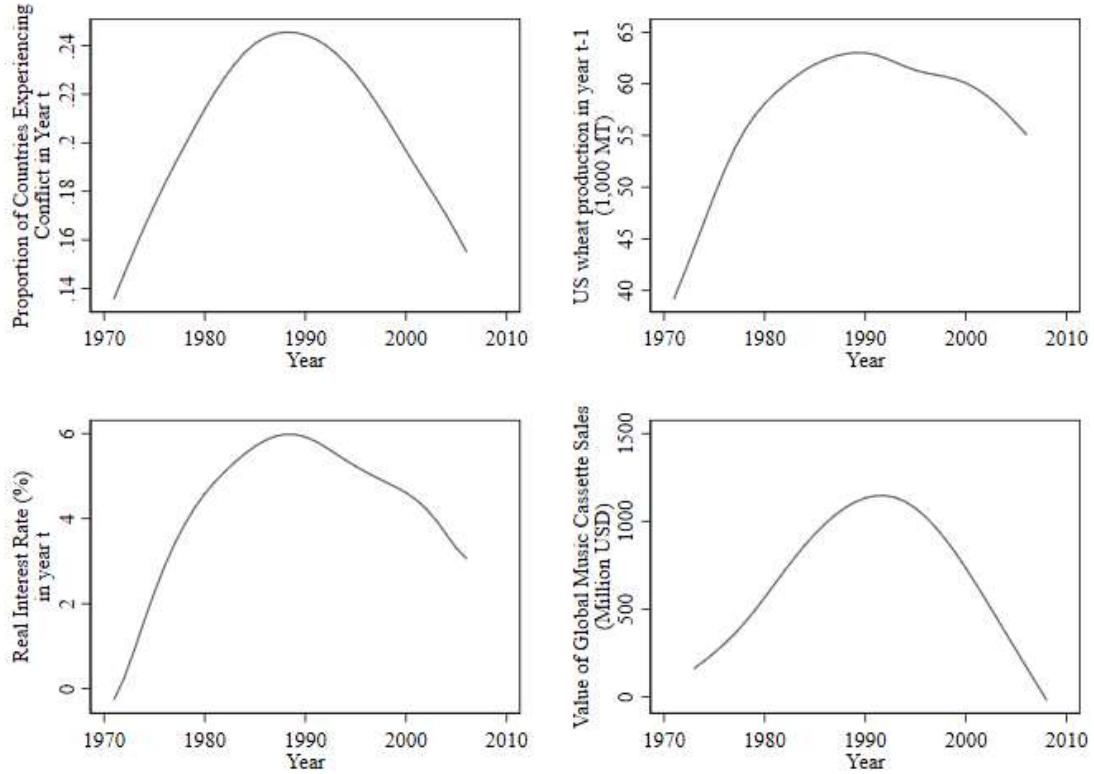 Proportion of Countries Experiencing
Conflict in Year t
.24
.22
.2
.18
.16
.14
1970 1980 1990 2000 2010
Year
US wheat production in year t-1
(1,000 MT)
65
60
55
50
45
40
1970 1980 1990 2000 2010
Year
Real Interest Rate (%)
in year t
6
4
2
0
1970 1980 1990 2000 2010
Year
Value of Global Music Cassette Sales
(Million USD)
1500
1000
500
0
1970 1980 1990 2000 2010
Year